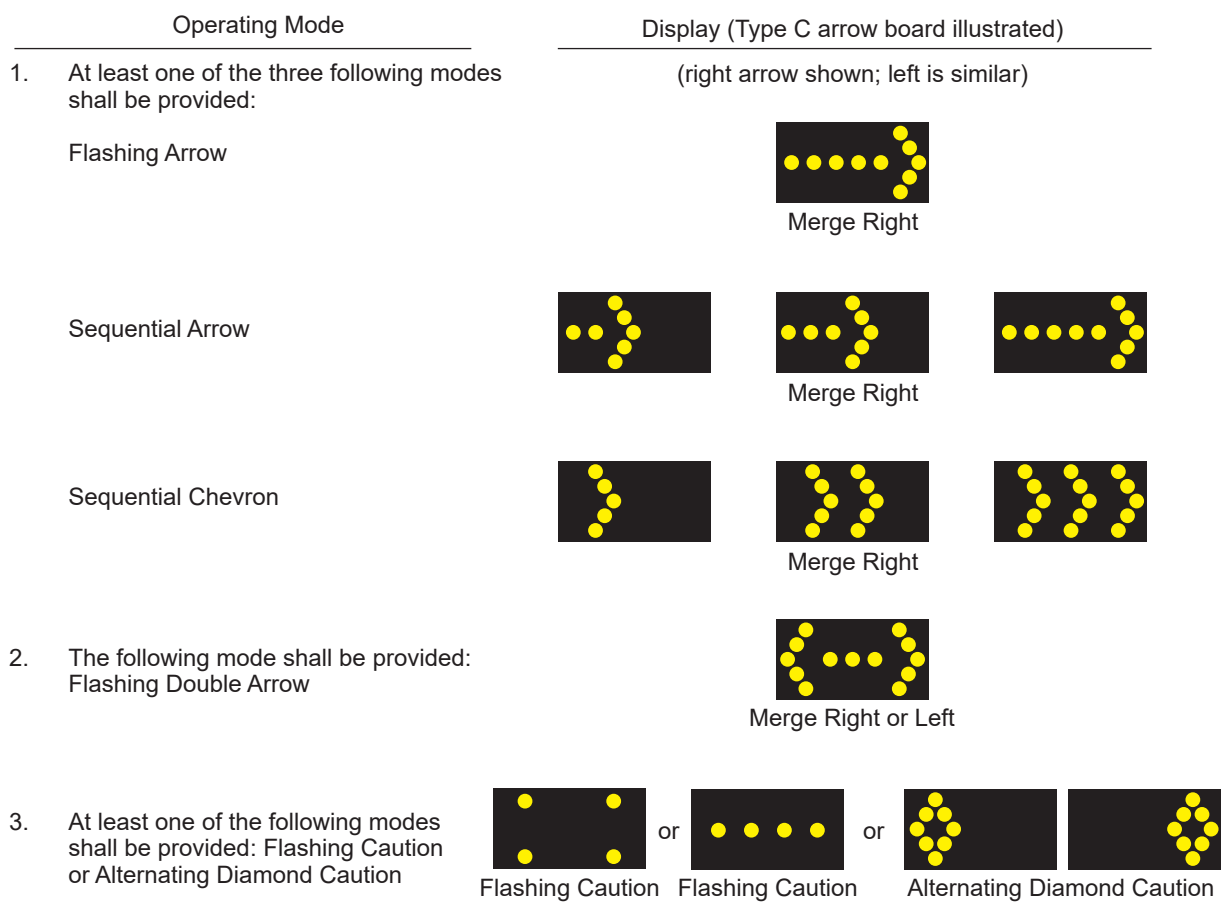 Operating Mode
Display (Type C arrow board illustrated)
1. At least one of the three following modes
shall be provided:
(right arrow shown; left is similar)
Flashing Arrow
Merge Right
Sequential Arrow
Merge Right
Sequential Chevron
Merge Right
2. The following mode shall be provided:
Flashing Double Arrow
Merge Right or Left
3. At least one of the following modes
shall be provided: Flashing Caution
or Alternating Diamond Caution
or or
Flashing Caution Flashing Caution Alternating Diamond Caution